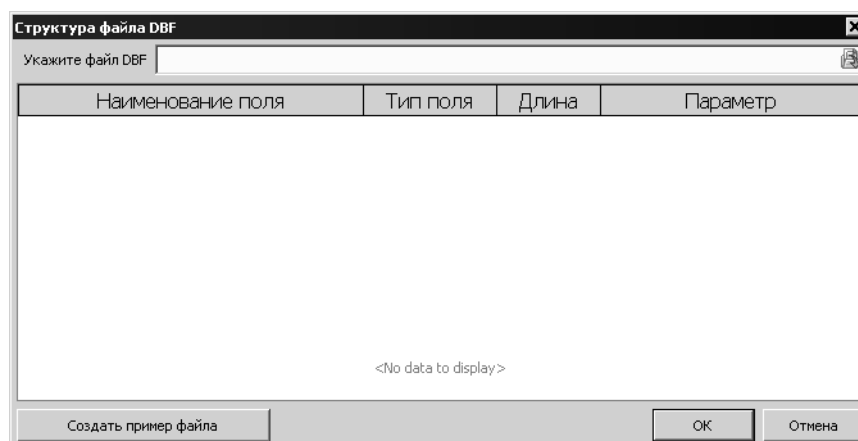 Структура файла DBF
Укажите файл DBF
Наименование поля Тип поля Длина Параметр
<No data to display>
Создать пример файла OK Отмена